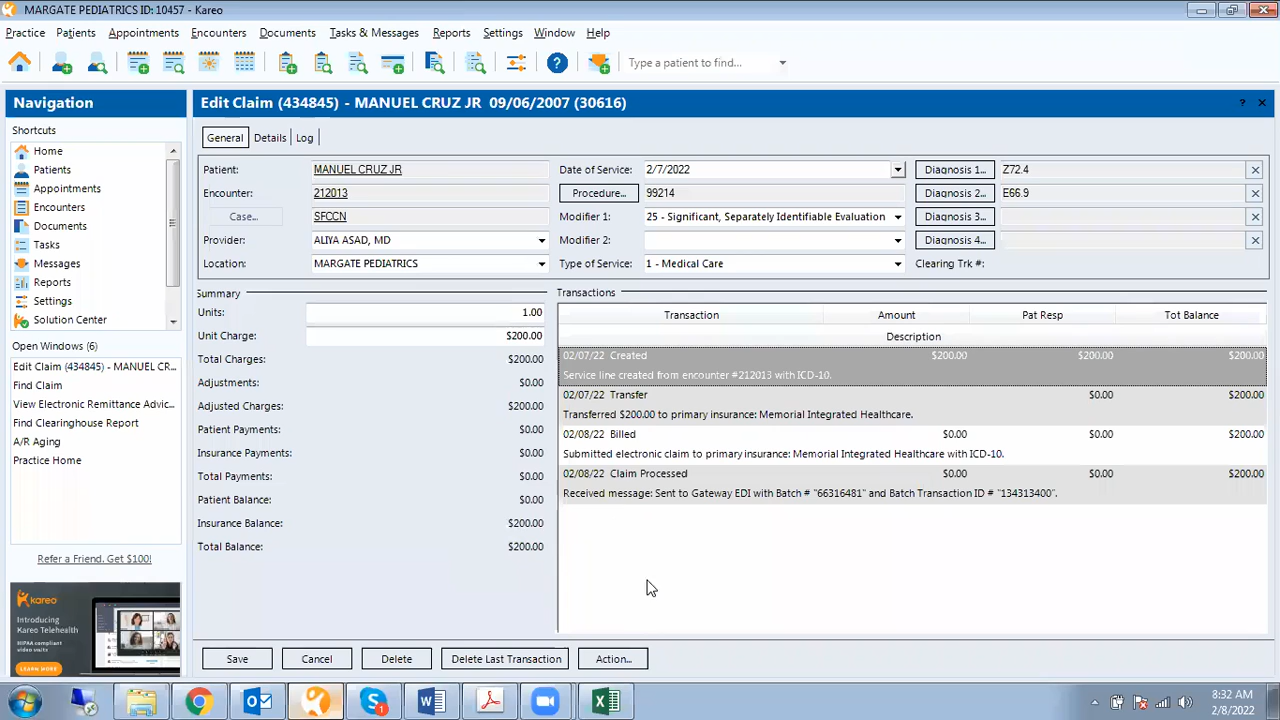 MARGATE PEDIATRICS ID: 10457 - Kareo
Practice Patients Appointments Encounters Documents Tasks & Messages Reports Settings Window Help
Type a patient to find...
Navigation
Shortcuts
Home
Patients
Appointments
Encounters
Documents
Tasks
Messages
Reports
Settings
Solution Center
Open Windows (6)
Edit Claim (434845) - MANUEL CR...
Find Claim
View Electronic Remittance Advic...
Find Clearinghouse Report
A/R Aging
Practice Home
Refer a Friend. Get $100!
kareo
Introducing
Kareo Telehealth
HIPAA compliant
video visits
LEARN MORE
Edit Claim (434845) - MANUEL CRUZ JR 09/06/2007 (30616)
General Details Log
Patient: MANUEL CRUZ JR Date of Service: 2/7/2022 Diagnosis 1... Z72.4
Encounter: 212013 Procedure... 99214 Diagnosis 2... E66.9
Case... SFCCN Modifier 1: 25 - Significant, Separately Identifiable Evaluation Diagnosis 3...
Provider: ALIYA ASAD, MD Modifier 2: Diagnosis 4...
Location: MARGATE PEDIATRICS Type of Service: 1 - Medical Care Clearing Trk #:
Summary
Units: 1.00
Unit Charge: $200.00
Total Charges: $200.00
Adjustments: $0.00
Adjusted Charges: $200.00
Patient Payments: $0.00
Insurance Payments: $0.00
Total Payments: $0.00
Patient Balance: $0.00
Insurance Balance: $200.00
Total Balance: $200.00
Transactions
Transaction Amount Pat Resp Tot Balance
Description
02/07/22 Created $200.00 $200.00 $200.00
Service line created from encounter #212013 with ICD-10.
02/07/22 Transfer $0.00 $200.00
Transferred $200.00 to primary insurance: Memorial Integrated Healthcare.
02/08/22 Billed $0.00 $0.00 $200.00
Submitted electronic claim to primary insurance: Memorial Integrated Healthcare with ICD-10.
02/08/22 Claim Processed $0.00 $0.00 $200.00
Received message: Sent to Gateway EDI with Batch # "66316481" and Batch Transaction ID # "134313400".
Save Cancel Delete Delete Last Transaction Action...
8:32 AM
2/8/2022